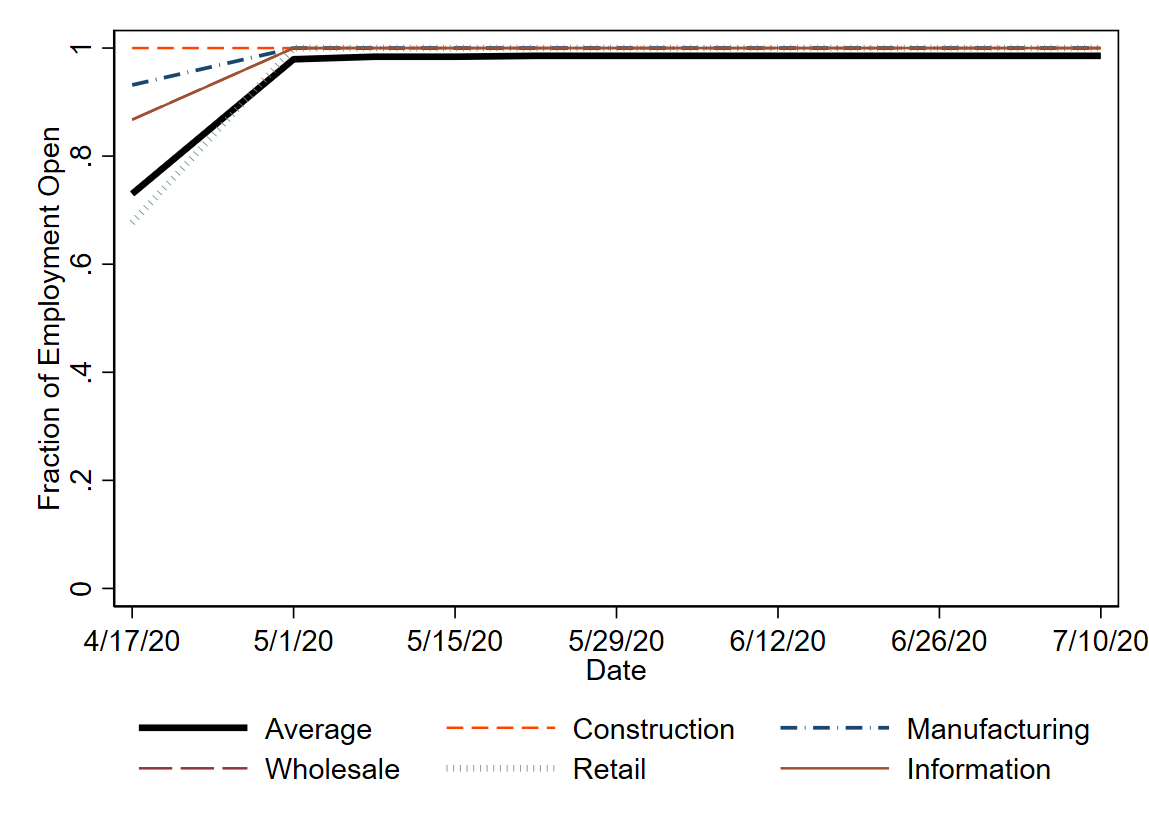 Fraction of Employment Open
1
.8
.6
.4
.2
0
4/17/20 5/1/20 5/15/20 5/29/20 6/12/20 6/26/20 7/10/20
Date
Average Construction Manufacturing
Wholesale Retail Information